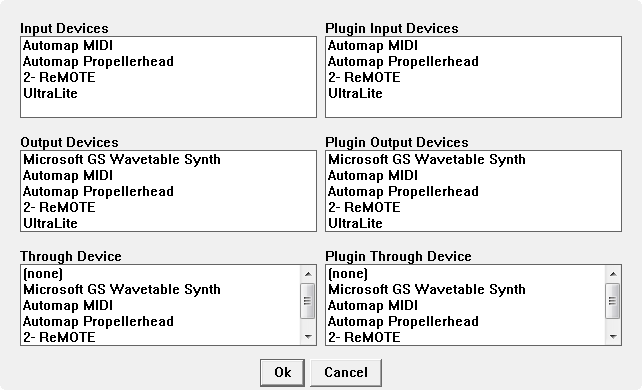 Input Devices
Automap MIDI
Automap Propellerhead
2- ReMOTE
UltraLite
Plugin Input Devices
Automap MIDI
Automap Propellerhead
2- ReMOTE
UltraLite
Output Devices
Microsoft GS Wavetable Synth
Automap MIDI
Automap Propellerhead
2- ReMOTE
UltraLite
Plugin Output Devices
Microsoft GS Wavetable Synth
Automap MIDI
Automap Propellerhead
2- ReMOTE
UltraLite
Through Device
(none)
Microsoft GS Wavetable Synth
Automap MIDI
Automap Propellerhead
2- ReMOTE
Plugin Through Device
(none)
Microsoft GS Wavetable Synth
Automap MIDI
Automap Propellerhead
2- ReMOTE
Ok
Cancel